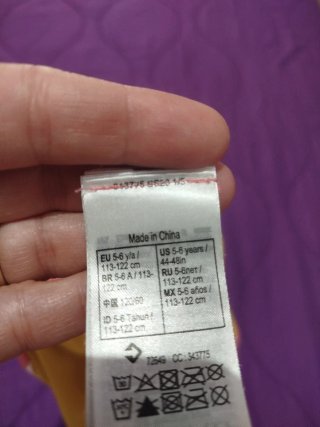 Made in China
EU 5-6 y/a /
113-122 cm
BR 5-6 A / 113-
122 cm
中国 120/60
ID 5-6 Tahun /
113-122 cm
US 5-6 years /
44-48in
RU 5-6лет /
113-122 cm
MX 5-6 años /
113-122 cm
CC: 343775